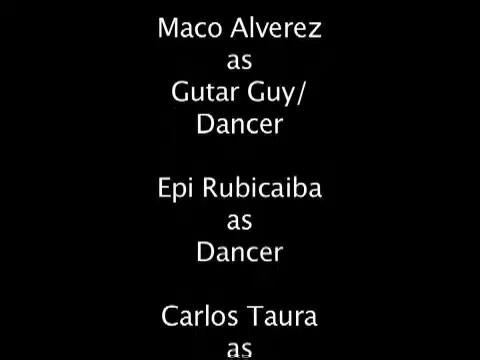 Maco Alverez
as
Gutar Guy/
Dancer
Epi Rubicaiba
as
Dancer
Carlos Taura
as